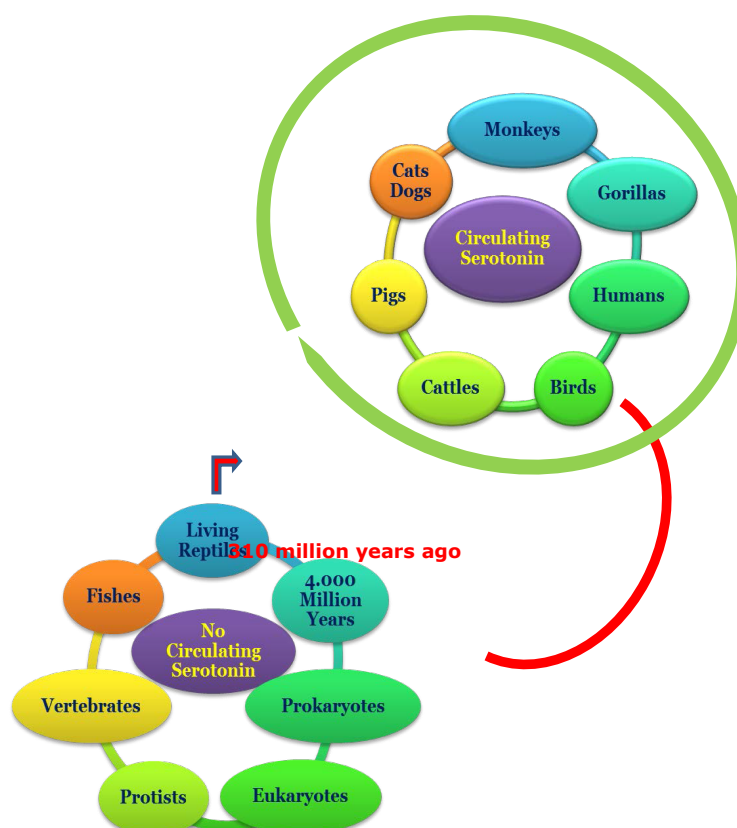 Monkeys
Cats
Dogs
Gorillas
Circulating
Serotonin
Pigs
Humans
Cattles
Birds
Living
Reptiles
310 million years ago
4.000
Million
Years
Fishes
No
Circulating
Serotonin
Vertebrates
Prokaryotes
Protists
Eukaryotes